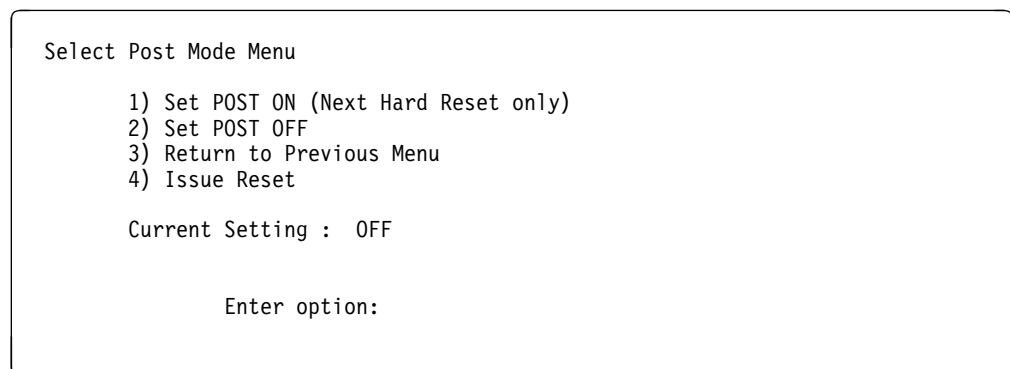 Select Post Mode Menu
1) Set POST ON (Next Hard Reset only)
2) Set POST OFF
3) Return to Previous Menu
4) Issue Reset
Current Setting :  OFF
Enter option: